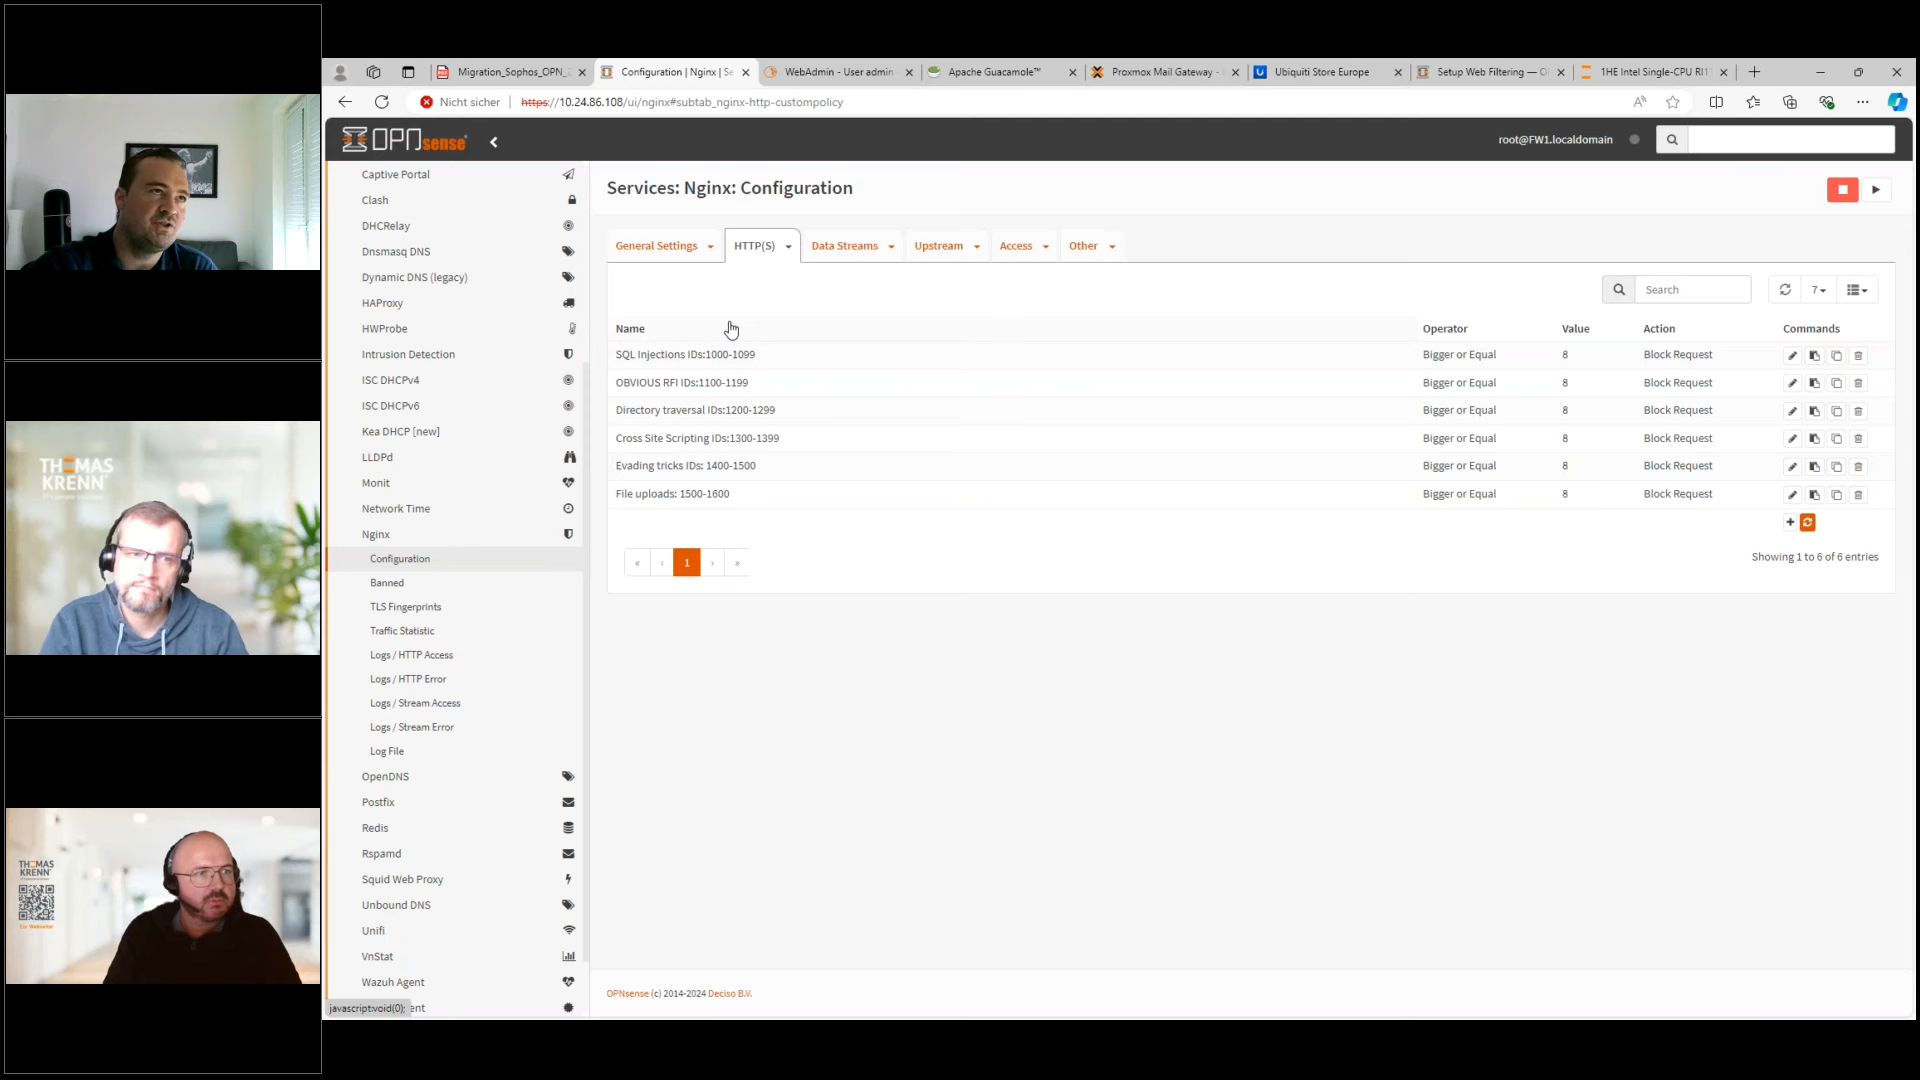 THOMAS
KRENN
THOMAS
KRENN
Migration_Sophos_OPN_
Configuration | Nginx | Se
WebAdmin - User admin
Apache Guacamole™
Proxmox Mail Gateway -
Ubiquiti Store Europe
Setup Web Filtering — O
1HE Intel Single-CPU RI1
Nicht sicher
https://10.24.86.108/ui/nginx#subtab_nginx-http-custompolicy
OPNsense
root@FW1.localdomain
Captive Portal
Clash
DHCRelay
Dnsmasq DNS
Dynamic DNS (legacy)
HAProxy
HWProbe
Intrusion Detection
ISC DHCPv4
ISC DHCPv6
Kea DHCP [new]
LLDPd
Monit
Network Time
Nginx
Configuration
Banned
TLS Fingerprints
Traffic Statistic
Logs / HTTP Access
Logs / HTTP Error
Logs / Stream Access
Logs / Stream Error
Log File
OpenDNS
Postfix
Redis
Rspamd
Squid Web Proxy
Unbound DNS
Unifi
VnStat
Wazuh Agent
javascript:void(0); ent
Services: Nginx: Configuration
General Settings HTTP(S) Data Streams Upstream Access Other
Search 7
Name Operator Value Action Commands
SQL Injections IDs:1000-1099 Bigger or Equal 8 Block Request
OBVIOUS RFI IDs:1100-1199 Bigger or Equal 8 Block Request
Directory traversal IDs:1200-1299 Bigger or Equal 8 Block Request
Cross Site Scripting IDs:1300-1399 Bigger or Equal 8 Block Request
Evading tricks IDs: 1400-1500 Bigger or Equal 8 Block Request
File uploads: 1500-1600 Bigger or Equal 8 Block Request
« ‹ 1 › »
Showing 1 to 6 of 6 entries
OPNsense (c) 2014-2024 Deciso B.V.